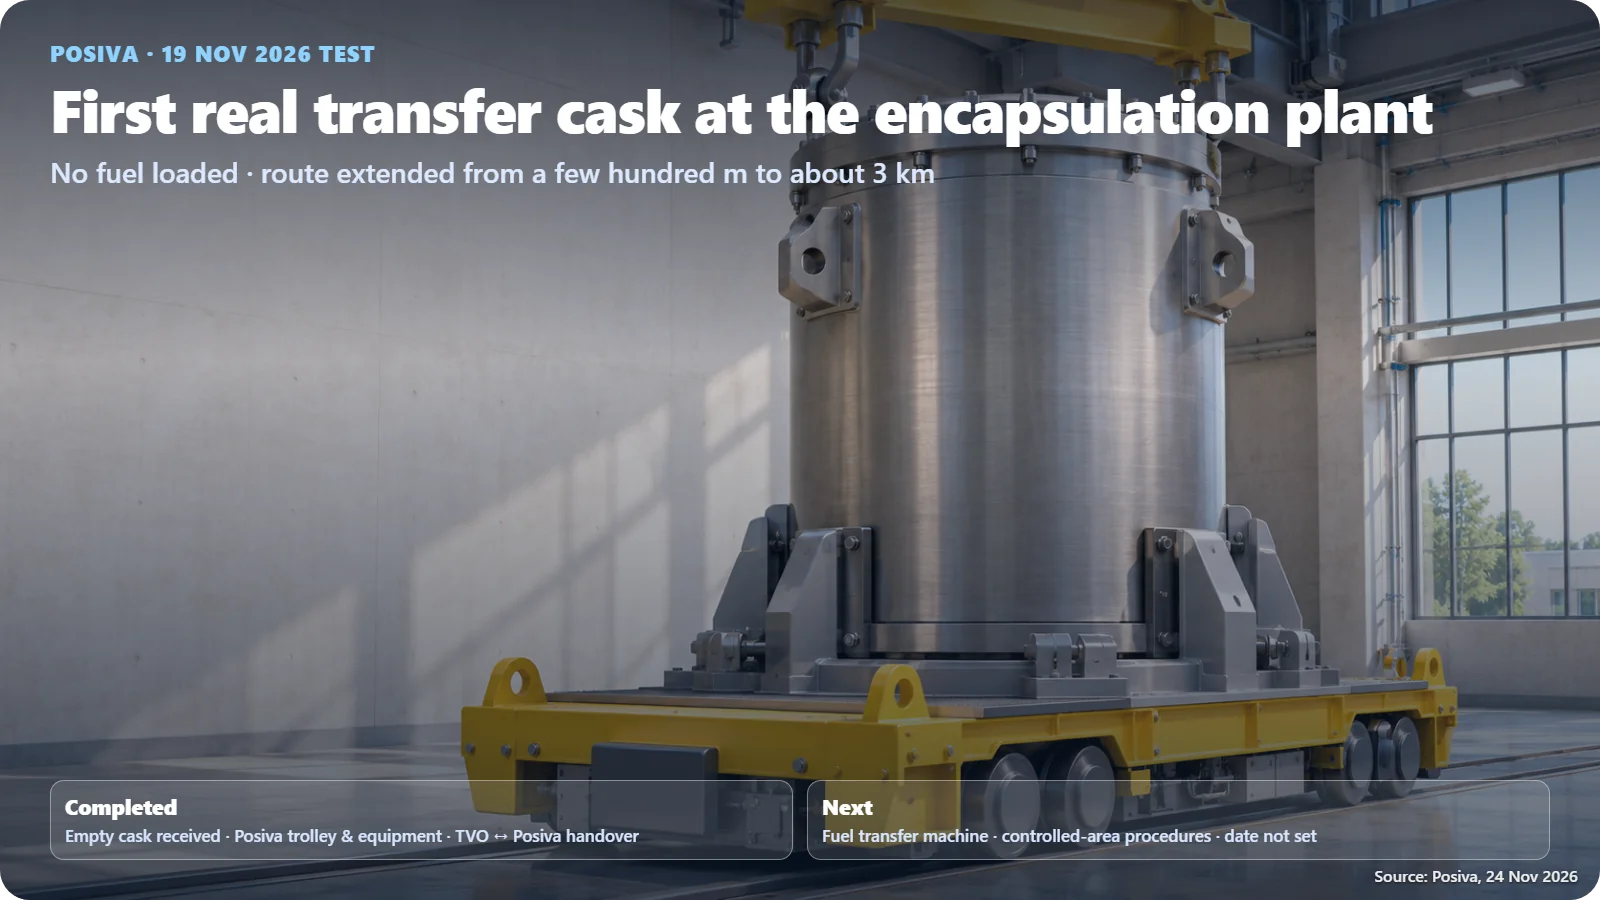 POSIVA · 19 NOV 2026 TEST
First real transfer cask at the encapsulation plant
No fuel loaded · route extended from a few hundred m to about 3 km
Completed
Empty cask received · Posiva trolley & equipment · TVO ↔ Posiva handover
Next
Fuel transfer machine · controlled-area procedures · date not set
Source: Posiva, 24 Nov 2026